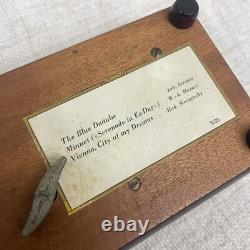 The Blue Danube Joh. Strauss
Minuet («Serenade in Es-Dur») W.-A. Mozart
Vienna, City of my Dreams Rud. Sieczynsky
3/36